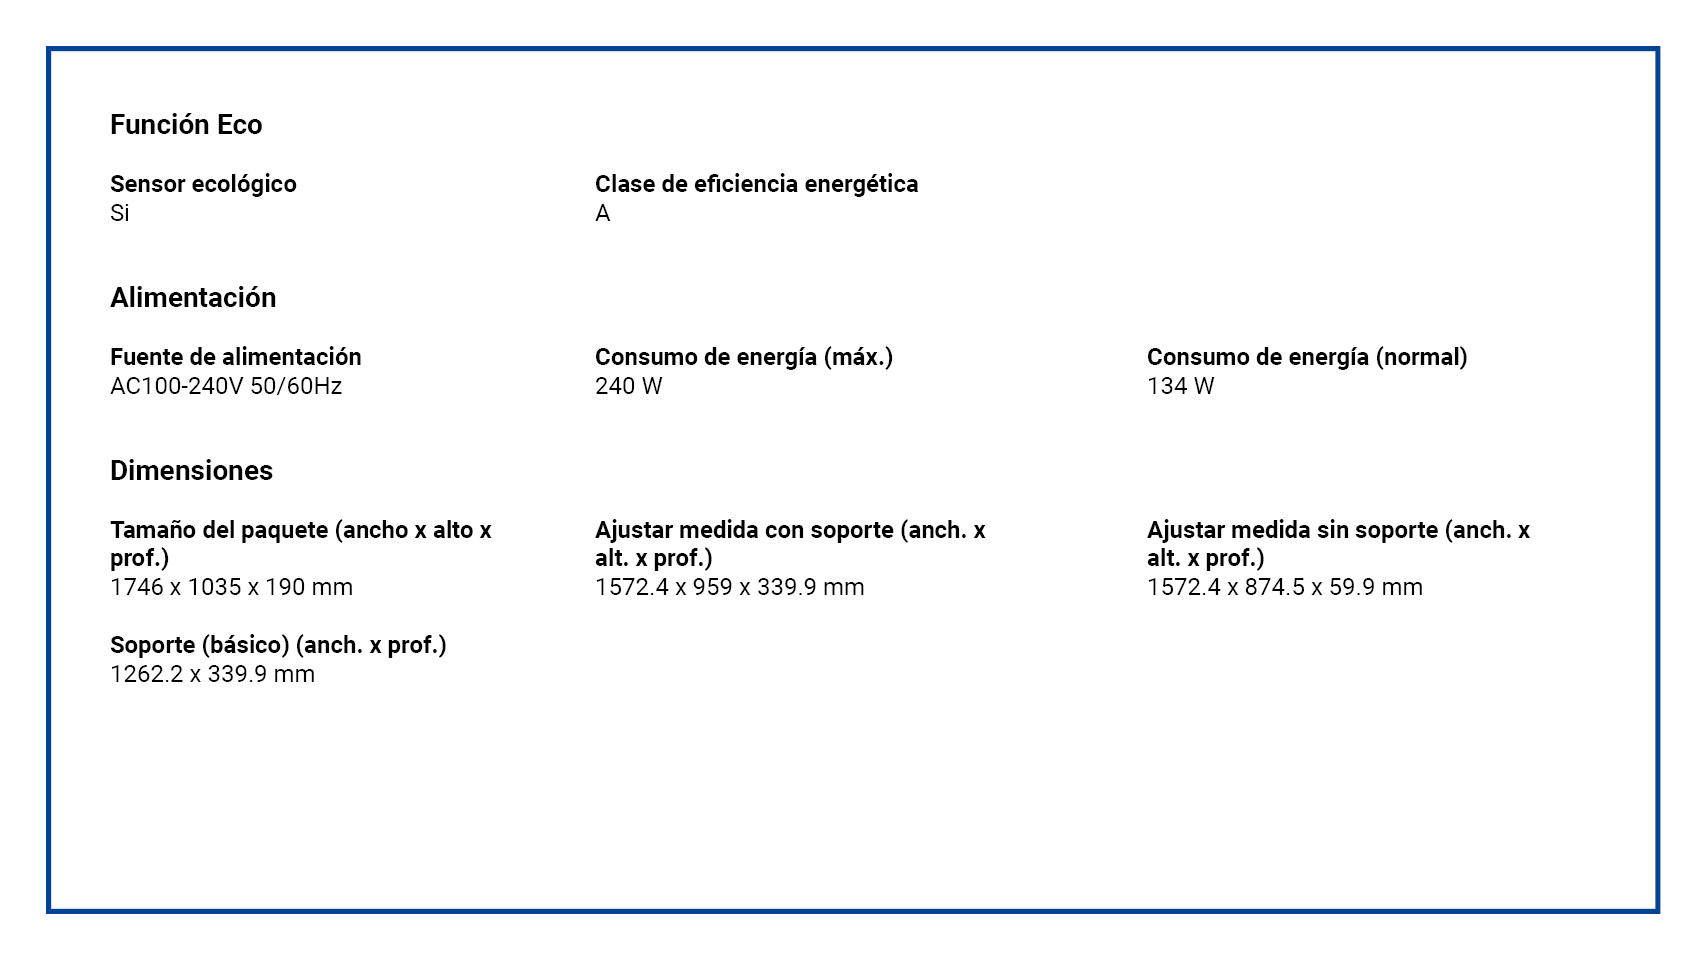 Función Eco
Sensor ecológico
Si
Clase de eficiencia energética
A
Alimentación
Fuente de alimentación
AC100-240V 50/60Hz
Consumo de energía (máx.)
240 W
Consumo de energía (normal)
134 W
Dimensiones
Tamaño del paquete (ancho x alto x
prof.)
1746 x 1035 x 190 mm
Ajustar medida con soporte (anch. x
alt. x prof.)
1572.4 x 959 x 339.9 mm
Ajustar medida sin soporte (anch. x
alt. x prof.)
1572.4 x 874.5 x 59.9 mm
Soporte (básico) (anch. x prof.)
1262.2 x 339.9 mm